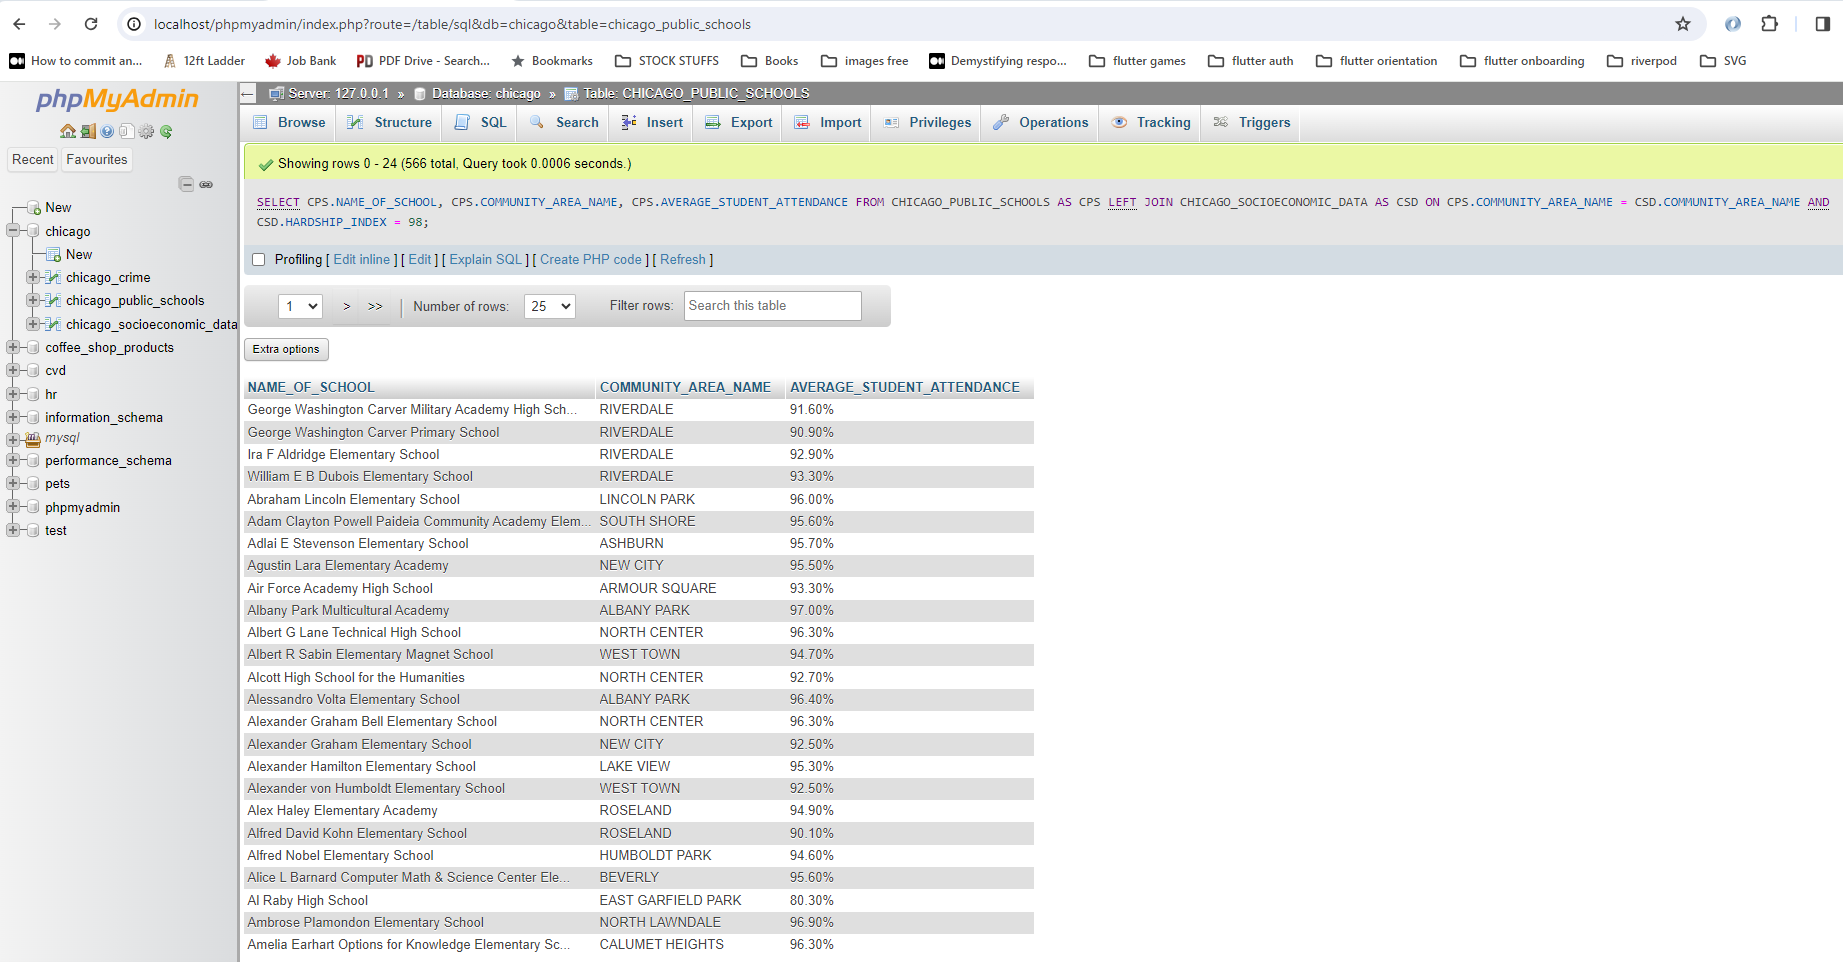 localhost/phpmyadmin/index.php?route=/table/sql&db=chicago&table=chicago_public_schools
How to commit an... 12ft Ladder Job Bank PDF Drive - Search... Bookmarks STOCK STUFFS Books images free Demystifying respo... flutter games flutter auth flutter orientation flutter onboarding riverpod SVG
phpMyAdmin
Recent Favourites
New
chicago
New
chicago_crime
chicago_public_schools
chicago_socioeconomic_data
coffee_shop_products
cvd
hr
information_schema
mysql
performance_schema
pets
phpmyadmin
test
Server: 127.0.0.1 » Database: chicago » Table: CHICAGO_PUBLIC_SCHOOLS
Browse Structure SQL Search Insert Export Import Privileges Operations Tracking Triggers
Showing rows 0 - 24 (566 total, Query took 0.0006 seconds.)
SELECT CPS.NAME_OF_SCHOOL, CPS.COMMUNITY_AREA_NAME, CPS.AVERAGE_STUDENT_ATTENDANCE FROM CHICAGO_PUBLIC_SCHOOLS AS CPS LEFT JOIN CHICAGO_SOCIOECONOMIC_DATA AS CSD ON CPS.COMMUNITY_AREA_NAME = CSD.COMMUNITY_AREA_NAME AND
CSD.HARDSHIP_INDEX = 98;
Profiling [ Edit inline ] [ Edit ] [ Explain SQL ] [ Create PHP code ] [ Refresh ]
1 > >> | Number of rows: 25 Filter rows: Search this table
Extra options
NAME_OF_SCHOOL COMMUNITY_AREA_NAME AVERAGE_STUDENT_ATTENDANCE
George Washington Carver Military Academy High Sch... RIVERDALE 91.60%
George Washington Carver Primary School RIVERDALE 90.90%
Ira F Aldridge Elementary School RIVERDALE 92.90%
William E B Dubois Elementary School RIVERDALE 93.30%
Abraham Lincoln Elementary School LINCOLN PARK 96.00%
Adam Clayton Powell Paideia Community Academy Elem... SOUTH SHORE 95.60%
Adlai E Stevenson Elementary School ASHBURN 95.70%
Agustin Lara Elementary Academy NEW CITY 95.50%
Air Force Academy High School ARMOUR SQUARE 93.30%
Albany Park Multicultural Academy ALBANY PARK 97.00%
Albert G Lane Technical High School NORTH CENTER 96.30%
Albert R Sabin Elementary Magnet School WEST TOWN 94.70%
Alcott High School for the Humanities NORTH CENTER 92.70%
Alessandro Volta Elementary School ALBANY PARK 96.40%
Alexander Graham Bell Elementary School NORTH CENTER 96.30%
Alexander Graham Elementary School NEW CITY 92.50%
Alexander Hamilton Elementary School LAKE VIEW 95.30%
Alexander von Humboldt Elementary School WEST TOWN 92.50%
Alex Haley Elementary Academy ROSELAND 94.90%
Alfred David Kohn Elementary School ROSELAND 90.10%
Alfred Nobel Elementary School HUMBOLDT PARK 94.60%
Alice L Barnard Computer Math & Science Center Ele... BEVERLY 95.60%
Al Raby High School EAST GARFIELD PARK 80.30%
Ambrose Plamondon Elementary School NORTH LAWNDALE 96.90%
Amelia Earhart Options for Knowledge Elementary Sc... CALUMET HEIGHTS 96.30%